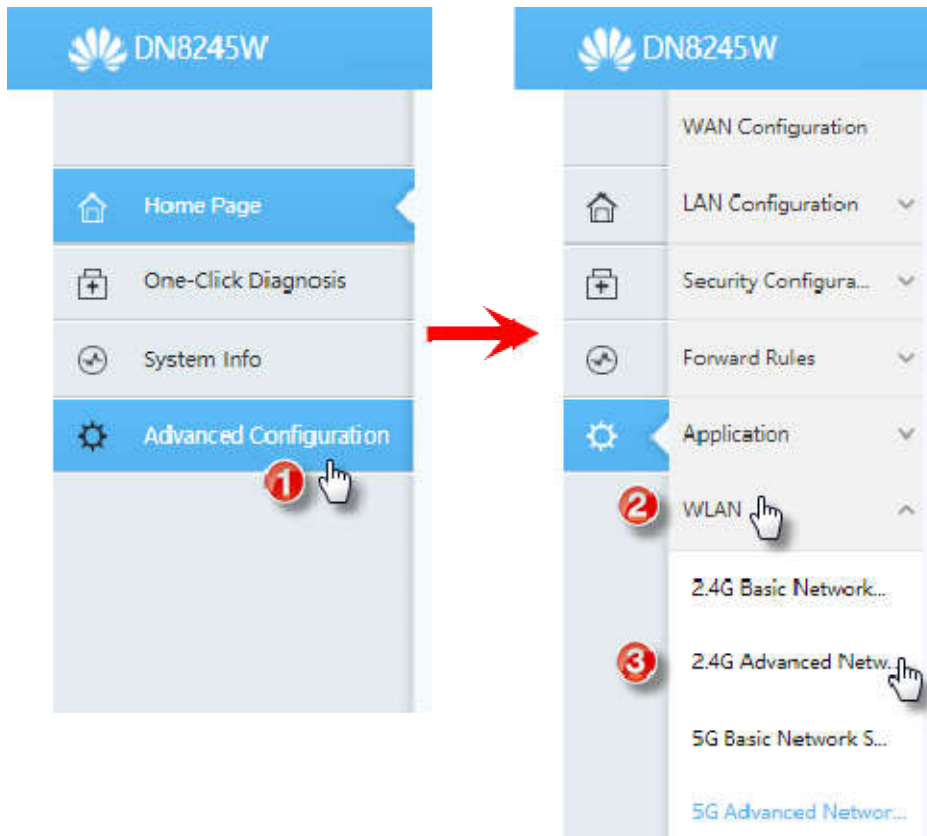 DN8245W
Home Page
One-Click Diagnosis
System Info
Advanced Configuration
1
DN8245W
WAN Configuration
LAN Configuration
Security Configura...
Forward Rules
Application
2 WLAN
2.4G Basic Network...
3 2.4G Advanced Netw...
5G Basic Network S...
5G Advanced Networ...